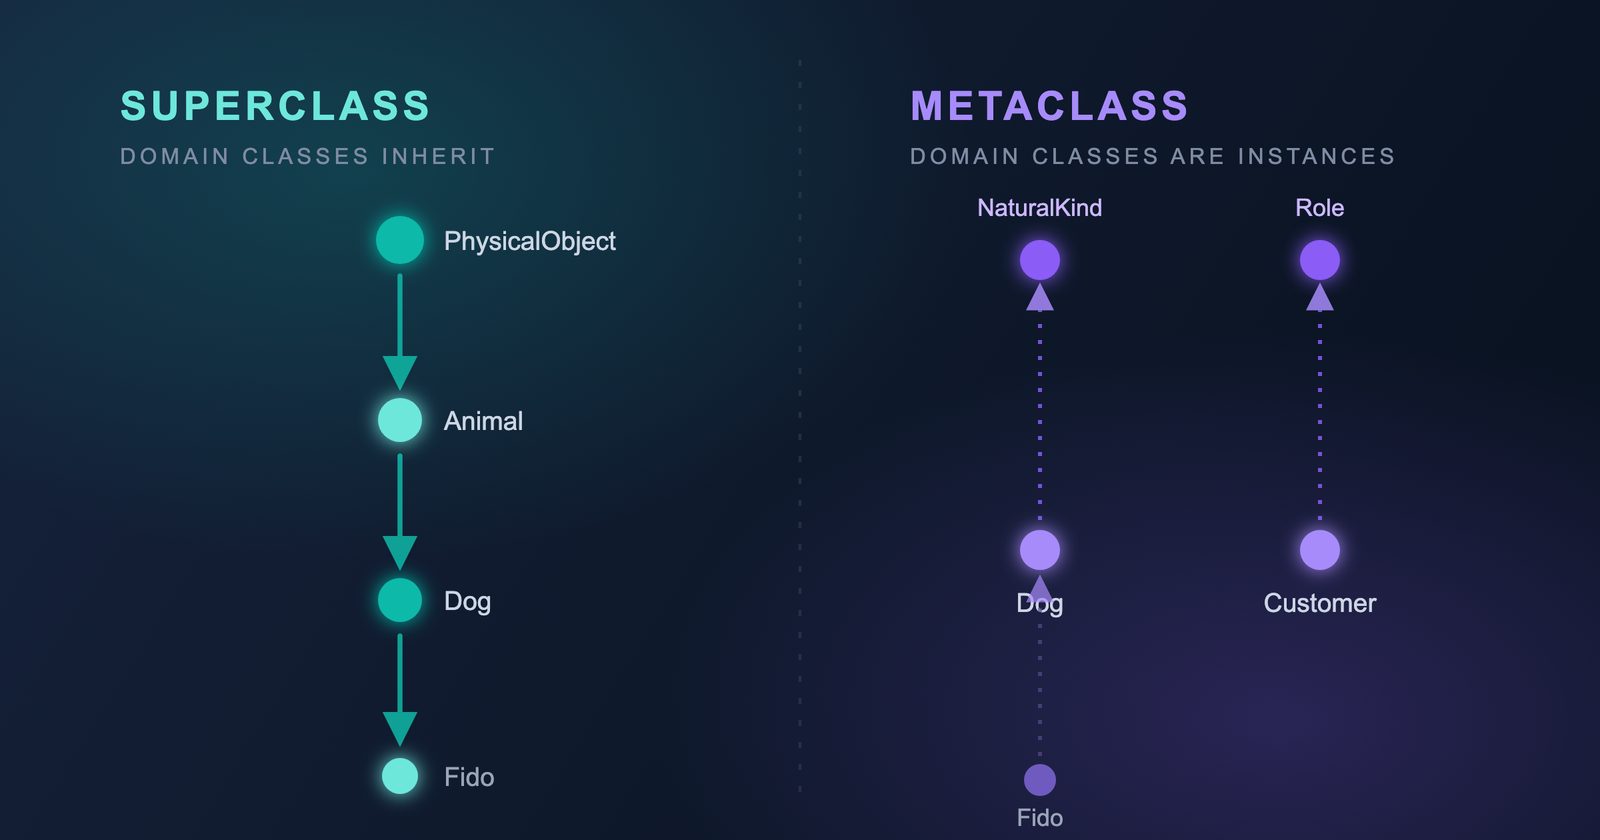 SUPERCLASS
DOMAIN CLASSES INHERIT
PhysicalObject
Animal
Dog
Fido
METACLASS
DOMAIN CLASSES ARE INSTANCES
NaturalKind
Role
Dog
Customer
Fido